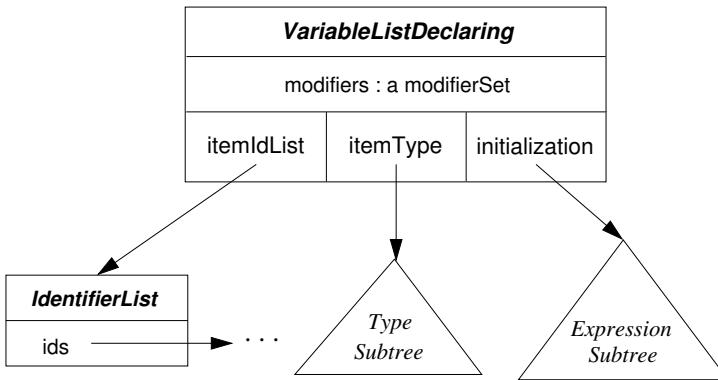 VariableListDeclaring
modifiers : a modifierSet
itemIdList itemType initialization
IdentifierList
ids
. . .
Type
Subtree
Expression
Subtree